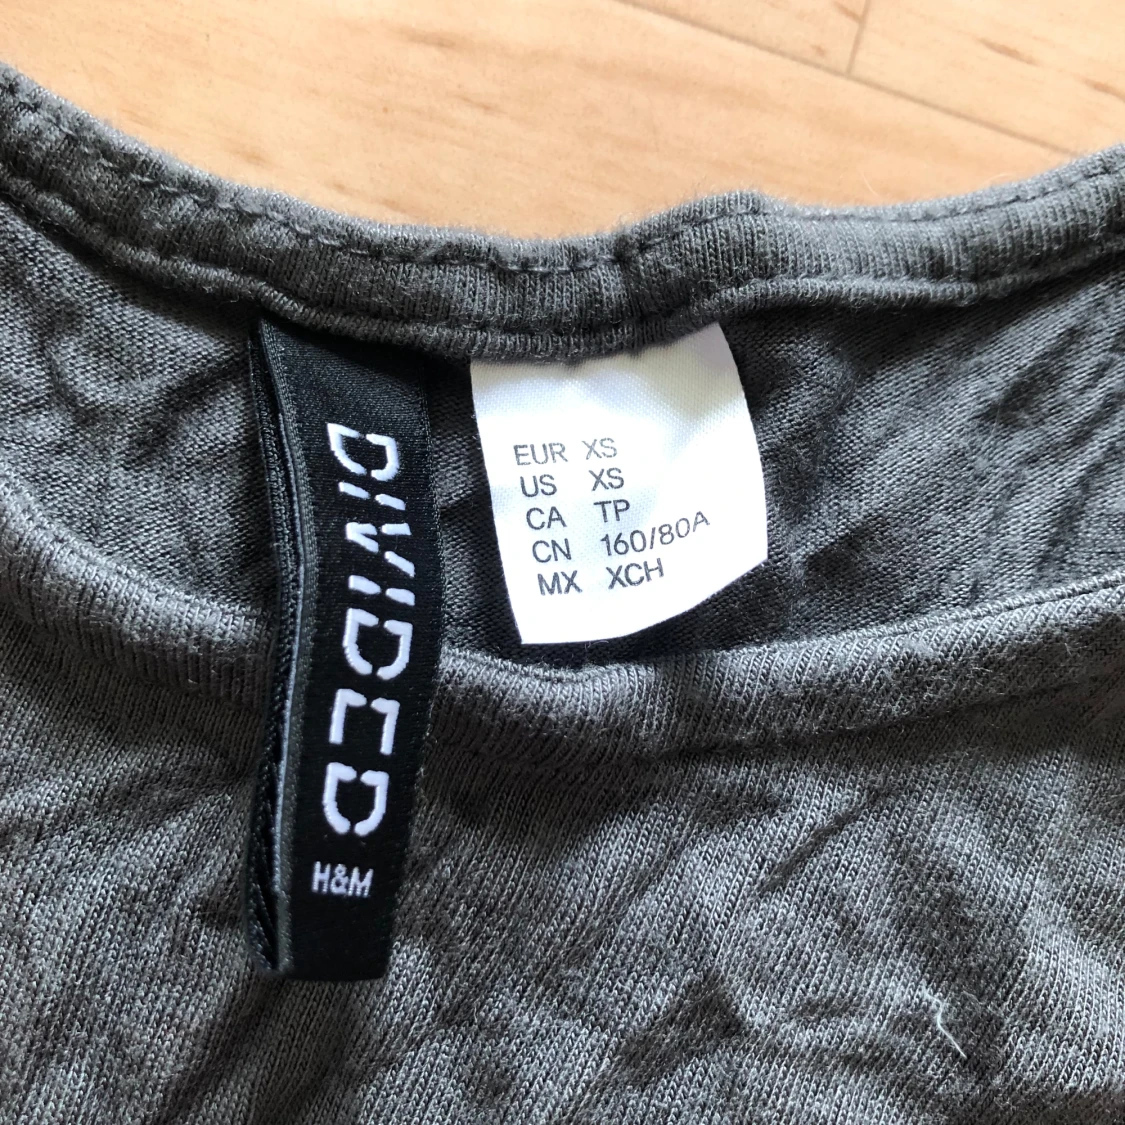 DIVIDED
H&M
EUR XS
US XS
CA TP
CN 160/80A
MX XCH